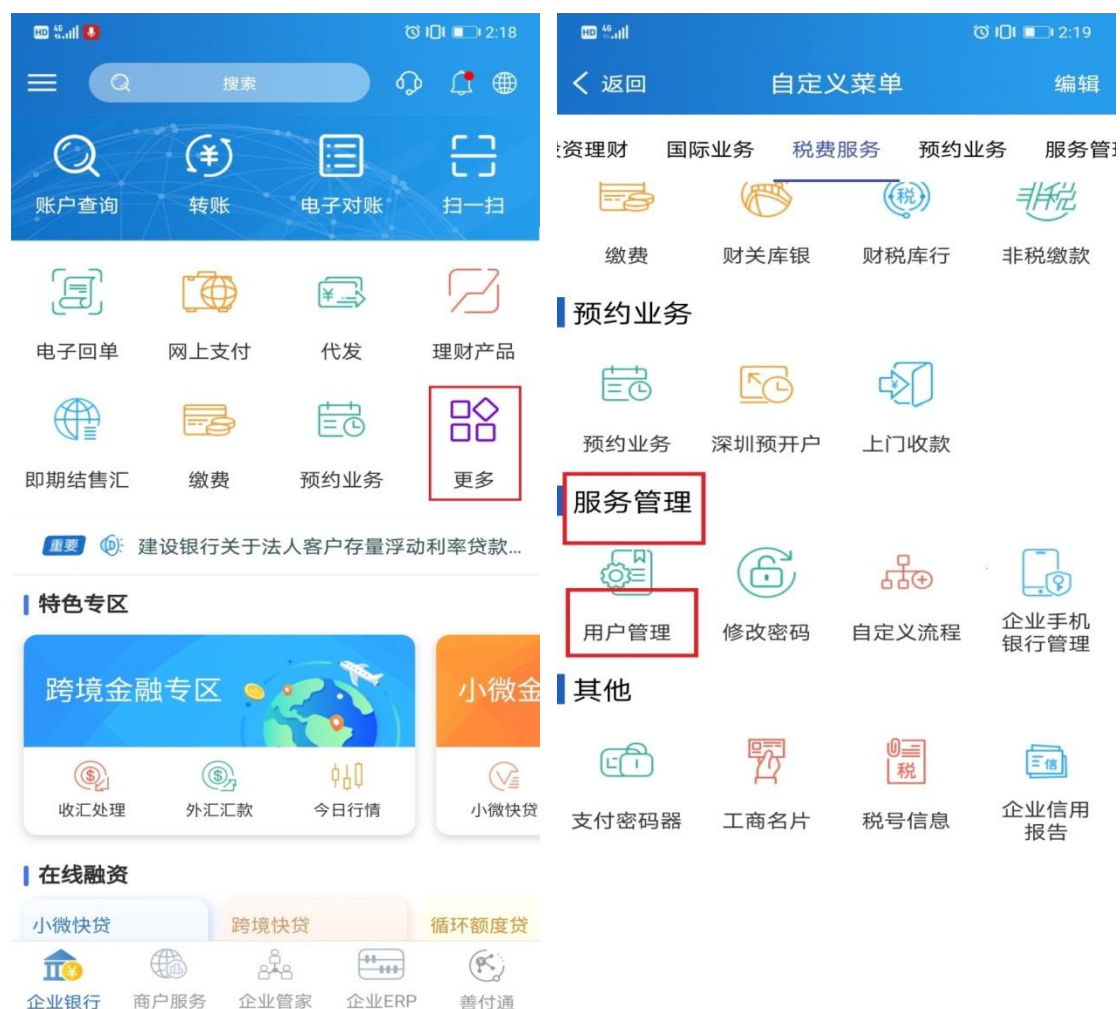 HD 4G 2:18
搜索
账户查询 转账 电子对账 扫一扫
电子回单 网上支付 代发 理财产品
即期结售汇 缴费 预约业务 更多
重要 建设银行关于法人客户存量浮动利率贷款...
特色专区
跨境金融专区 小微金
收汇处理 外汇汇款 今日行情 小微快贷
在线融资
小微快贷 跨境快贷 循环额度贷
企业银行 商户服务 企业管家 企业ERP 善付通
HD 4G 2:19
返回 自定义菜单 编辑
资理财 国际业务 税费服务 预约业务 服务管
税 非税
缴费 财关库银 财税库行 非税缴款
预约业务
预约业务 深圳预开户 上门收款
服务管理
用户管理 修改密码 自定义流程 企业手机
银行管理
其他
税 信
支付密码器 工商名片 税号信息 企业信用
报告